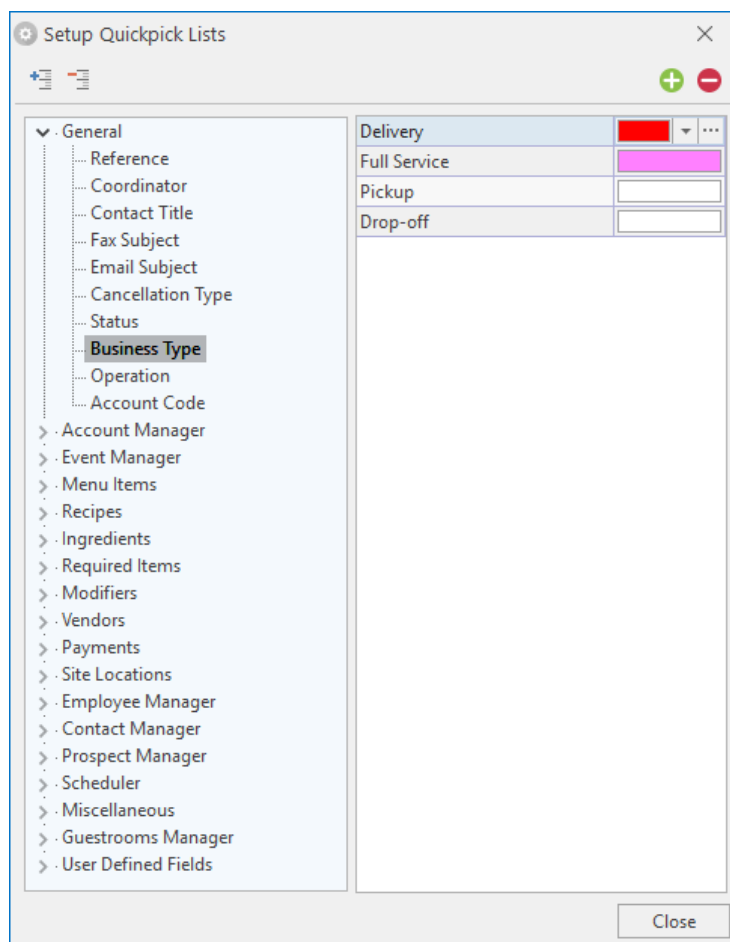 Setup Quickpick Lists
General
Reference
Coordinator
Contact Title
Fax Subject
Email Subject
Cancellation Type
Status
Business Type
Operation
Account Code
Account Manager
Event Manager
Menu Items
Recipes
Ingredients
Required Items
Modifiers
Vendors
Payments
Site Locations
Employee Manager
Contact Manager
Prospect Manager
Scheduler
Miscellaneous
Guestrooms Manager
User Defined Fields
Delivery
Full Service
Pickup
Drop-off
Close